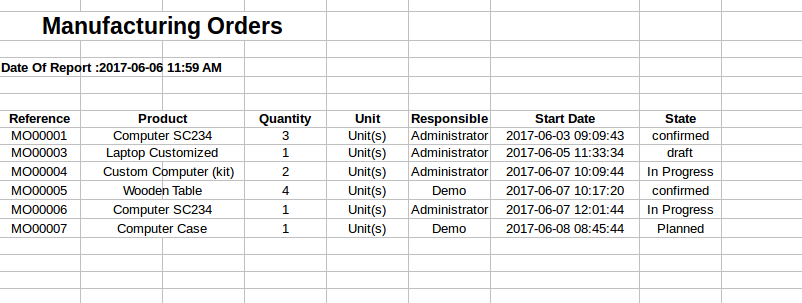 Manufacturing Orders
Date Of Report :2017-06-06 11:59 AM
Reference Product Quantity Unit Responsible Start Date State
MO00001 Computer SC234 3 Unit(s) Administrator 2017-06-03 09:09:43 confirmed
MO00003 Laptop Customized 1 Unit(s) Administrator 2017-06-05 11:33:34 draft
MO00004 Custom Computer (kit) 2 Unit(s) Administrator 2017-06-07 10:09:44 In Progress
MO00005 Wooden Table 4 Unit(s) Demo 2017-06-07 10:17:20 confirmed
MO00006 Computer SC234 1 Unit(s) Administrator 2017-06-07 12:01:44 In Progress
MO00007 Computer Case 1 Unit(s) Demo 2017-06-08 08:45:44 Planned